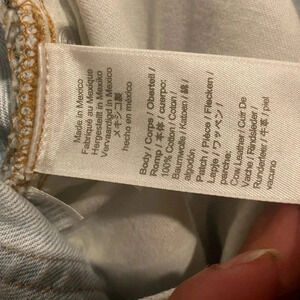 Made in Mexico
Fabriqué au Mexique
Hergestellt in Mexiko
Vervaardigd in Mexico
メキシコ製
hecho en méxico
Body / Corps / Oberteil /
Romp / 本体 / cuerpo:
100% Cotton / Coton /
Baumwolle / Katoen / 綿 /
algodón
Patch / Pièce / Flecken /
Lapje / ワッペン /
parche:
Cow Leather / Cuir De
Vache / Rindsleder /
Runderleer / 牛革 / piel
vacuno